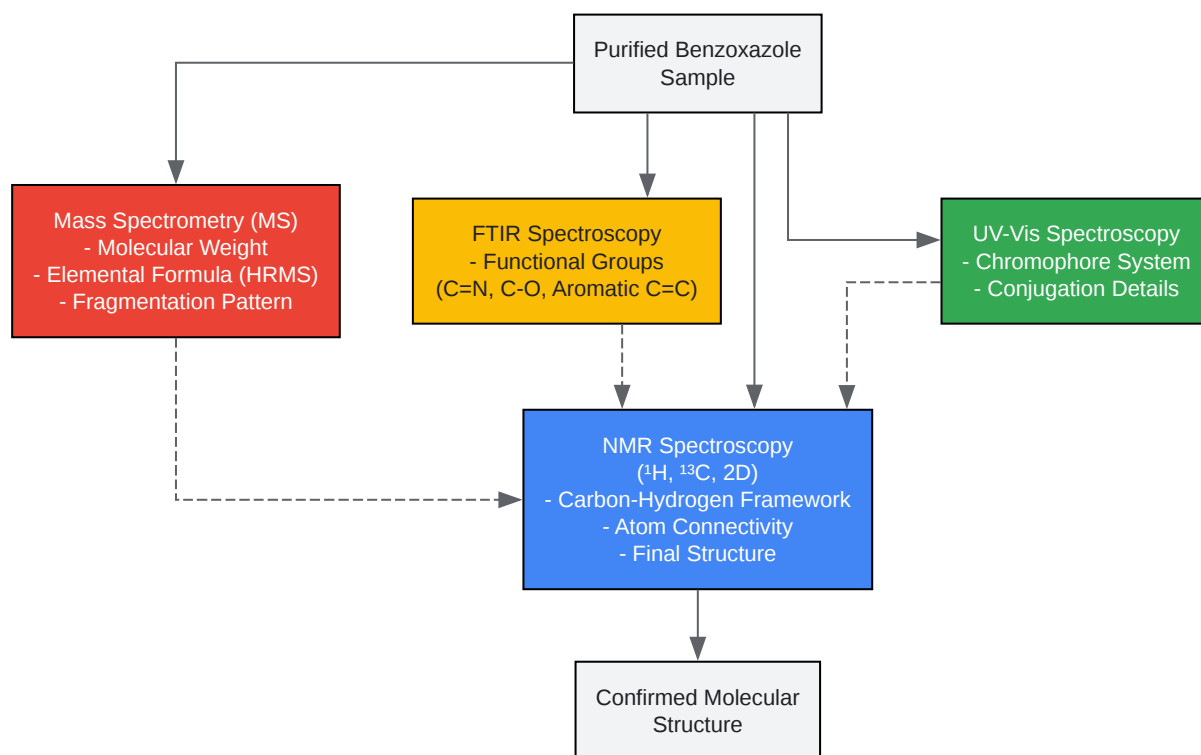 Purified Benzoxazole
Sample
Mass Spectrometry (MS)
- Molecular Weight
- Elemental Formula (HRMS)
- Fragmentation Pattern
FTIR Spectroscopy
- Functional Groups
(C=N, C-O, Aromatic C=C)
UV-Vis Spectroscopy
- Chromophore System
- Conjugation Details
NMR Spectroscopy
(¹H, ¹³C, 2D)
- Carbon-Hydrogen Framework
- Atom Connectivity
- Final Structure
Confirmed Molecular
Structure